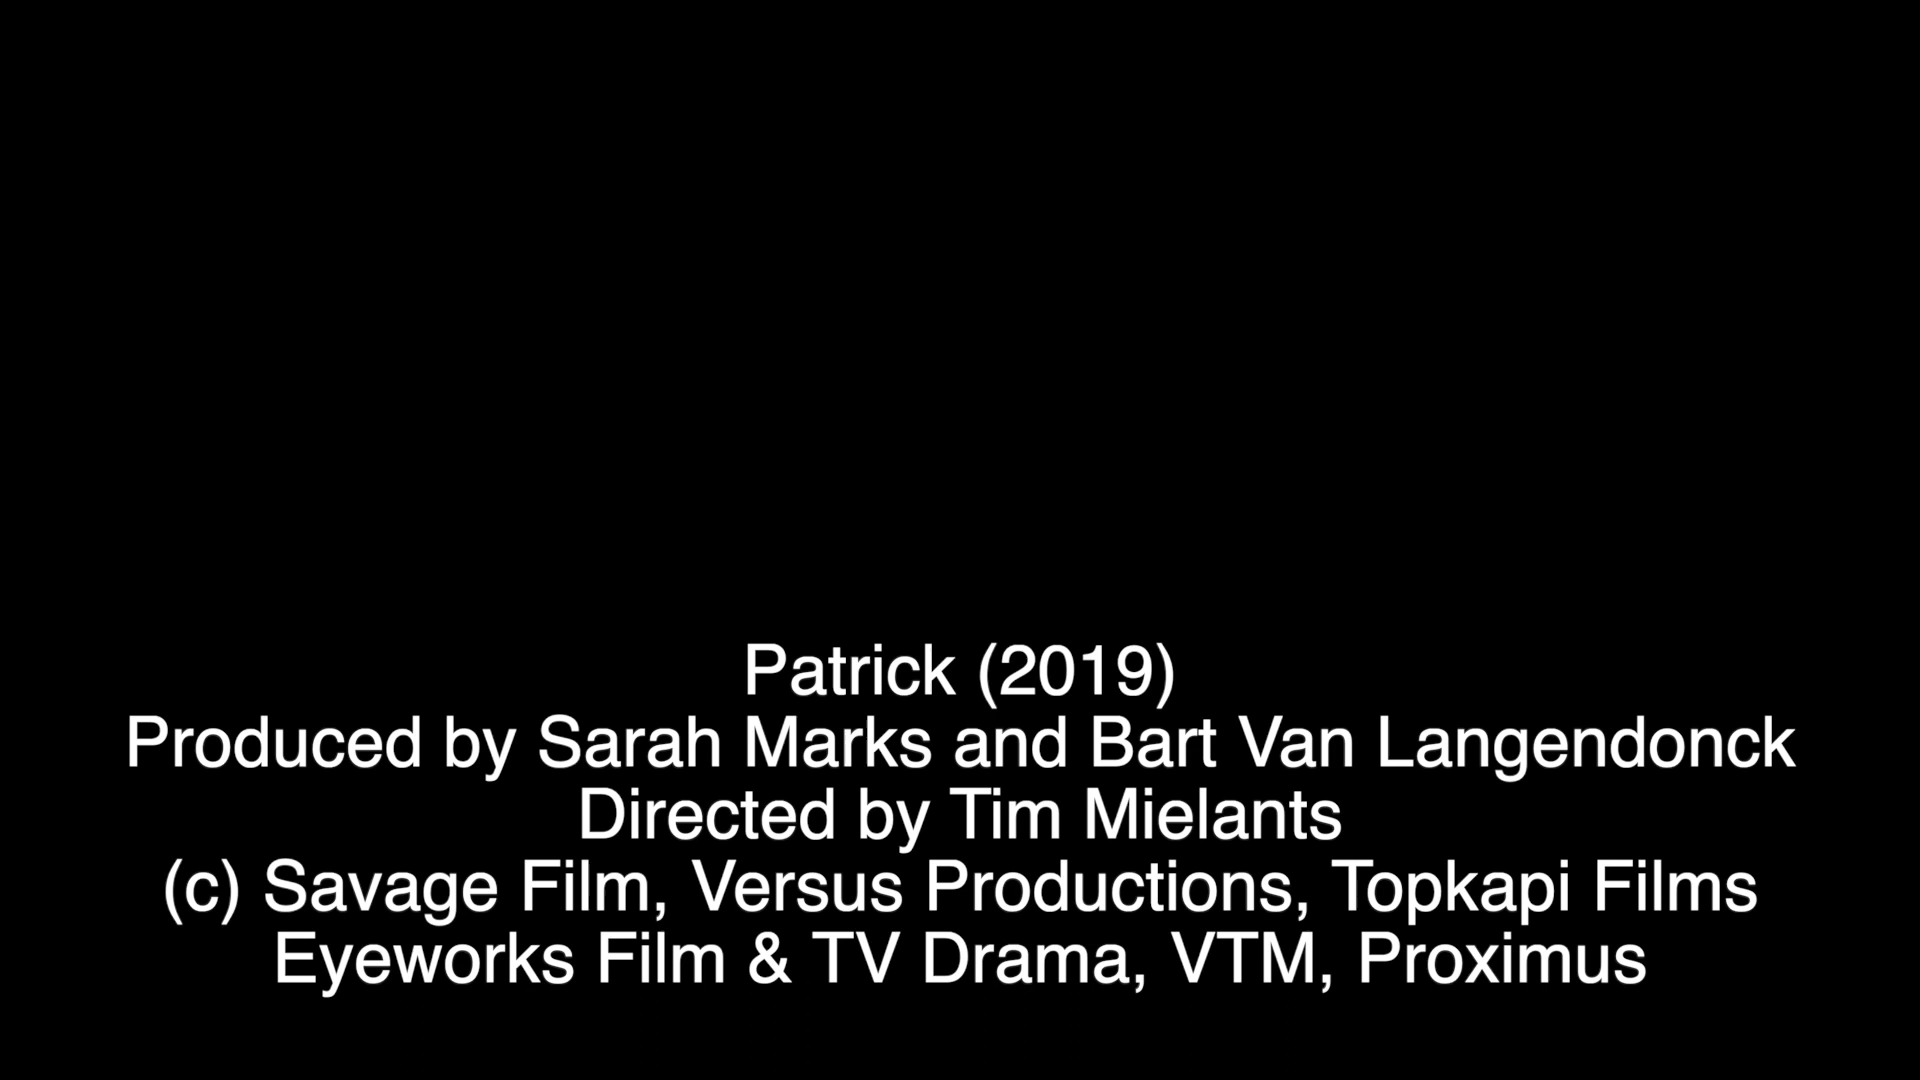 Patrick (2019)
Produced by Sarah Marks and Bart Van Langendonck
Directed by Tim Mielants
(c) Savage Film, Versus Productions, Topkapi Films
Eyeworks Film & TV Drama, VTM, Proximus